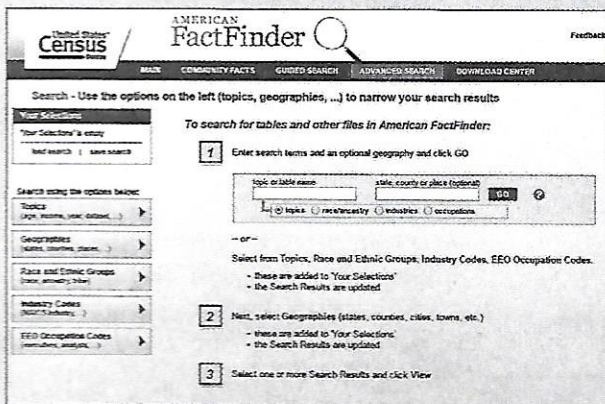 United States
Census
Bureau
AMERICAN
FactFinder
Feedback
MAIN COMMUNITY FACTS GUIDED SEARCH ADVANCED SEARCH DOWNLOAD CENTER
Search - Use the options on the left (topics, geographies, ...) to narrow your search results
Your Selections
'Your Selections' is empty
load search | save search
Search using the options below:
Topics
(age, income, year, dataset, ...)
Geographies
(states, counties, places, ...)
Race and Ethnic Groups
(race, ancestry, tribe)
Industry Codes
(NAICS industry, ...)
EEO Occupation Codes
(executives, analysts, ...)
To search for tables and other files in American FactFinder:
1 Enter search terms and an optional geography and click GO
topic or table name state, county or place (optional)
GO ?
topics race/ancestry industries occupations
--or--
Select from Topics, Race and Ethnic Groups, Industry Codes, EEO Occupation Codes.
- these are added to 'Your Selections'
- the Search Results are updated
2 Next, select Geographies (states, counties, cities, towns, etc.)
- these are added to 'Your Selections'
- the Search Results are updated
3 Select one or more Search Results and click View